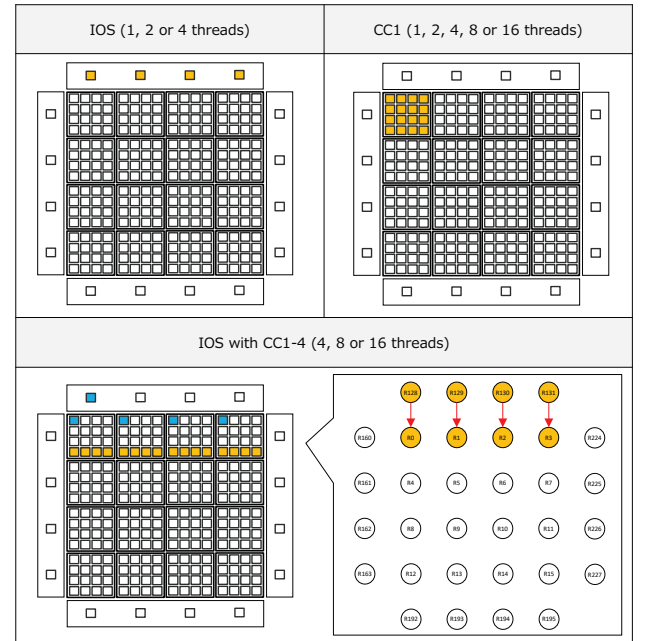 IOS (1, 2 or 4 threads)
CC1 (1, 2, 4, 8 or 16 threads)
IOS with CC1-4 (4, 8 or 16 threads)
R128 R129 R130 R131
R160 R0 R1 R2 R3 R224
R161 R4 R5 R6 R7 R225
R162 R8 R9 R10 R11 R226
R163 R12 R13 R14 R15 R227
R192 R193 R194 R195